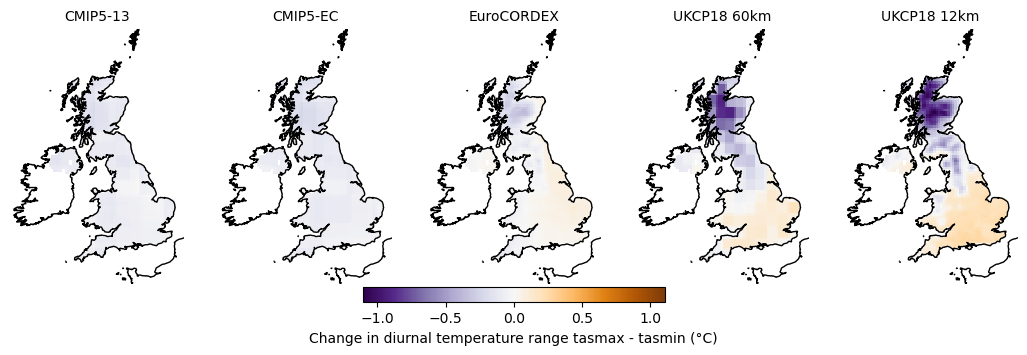 CMIP5-13 CMIP5-EC EuroCORDEX UKCP18 60km UKCP18 12km
−1.0 −0.5 0.0 0.5 1.0
Change in diurnal temperature range tasmax - tasmin (°C)